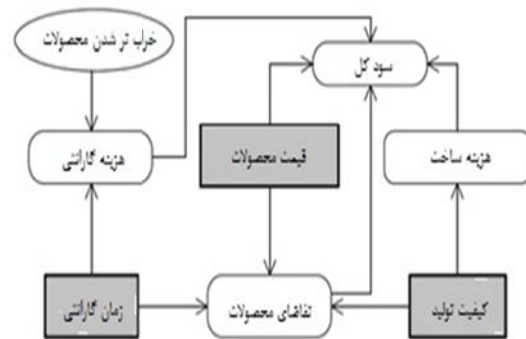 خراب تر شدن محصولات
سود کل
هزینه گارانتی
قیمت محصولات
هزینه ساخت
زمان گارانتی
تقاضای محصولات
کیفیت تولید